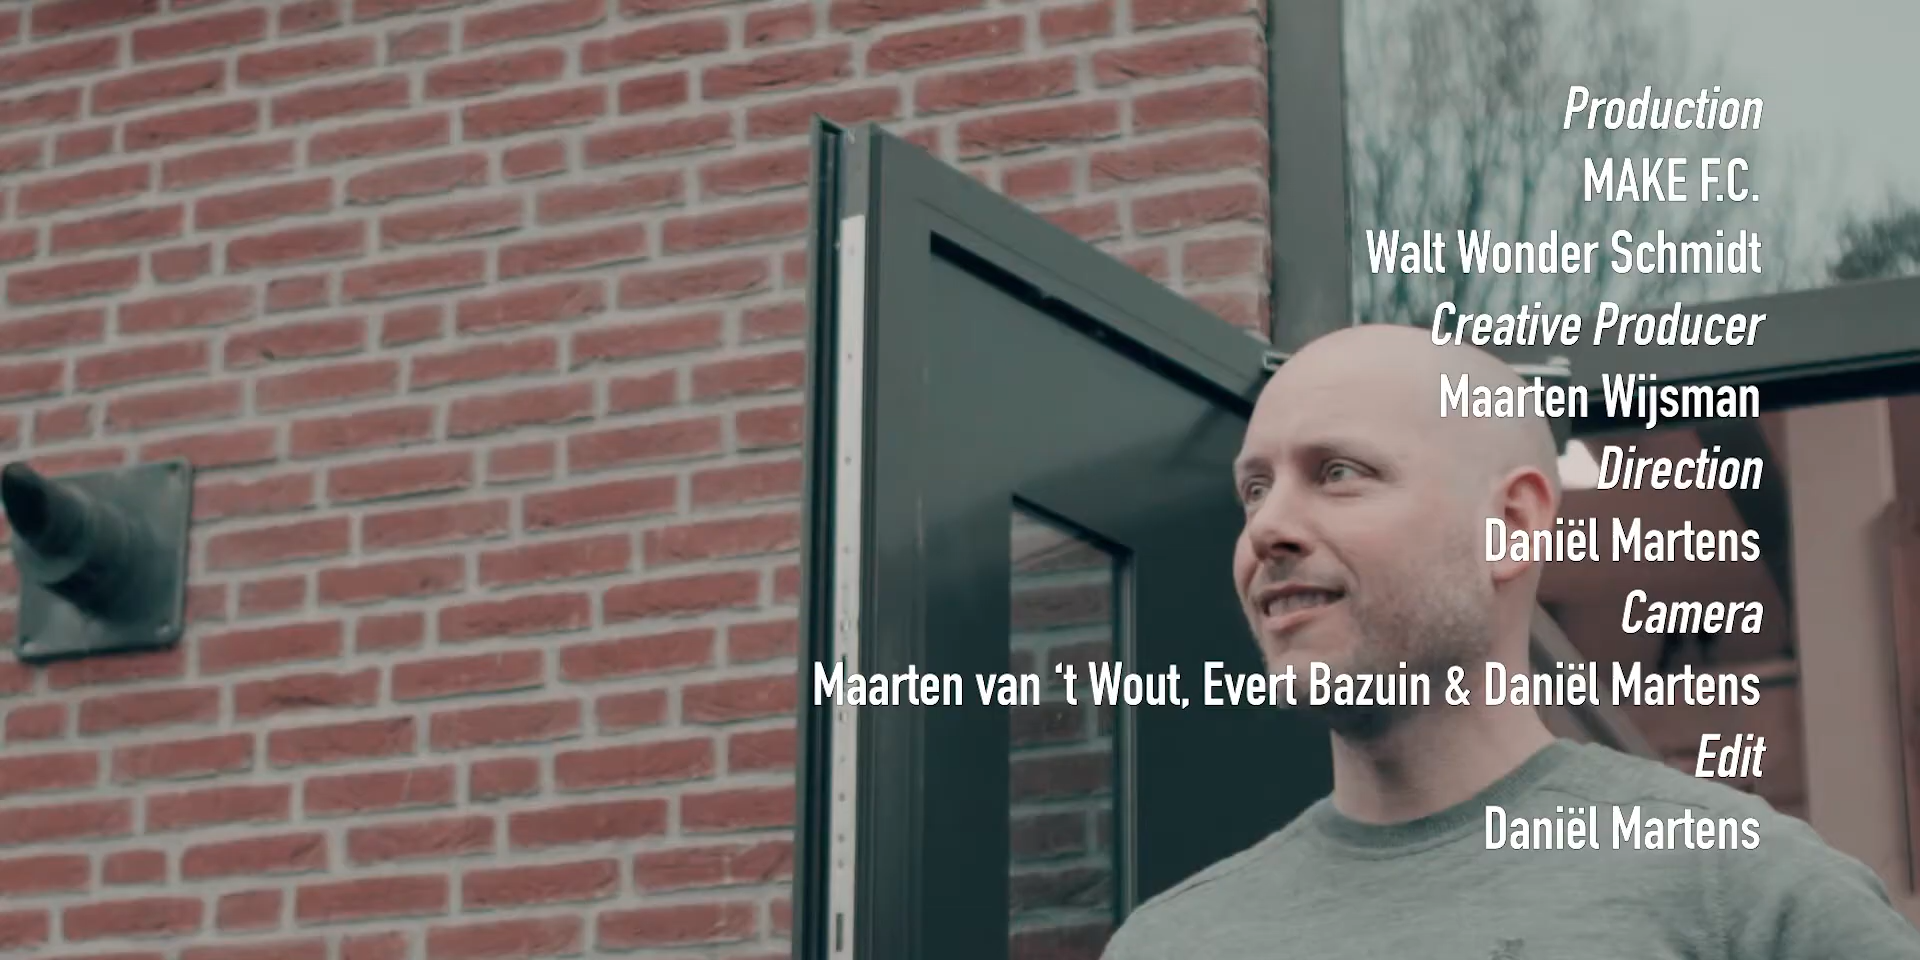 Production
MAKE F.C.
Walt Wonder Schmidt
Creative Producer
Maarten Wijsman
Direction
Daniël Martens
Camera
Maarten van ‘t Wout, Evert Bazuin & Daniël Martens
Edit
Daniël Martens